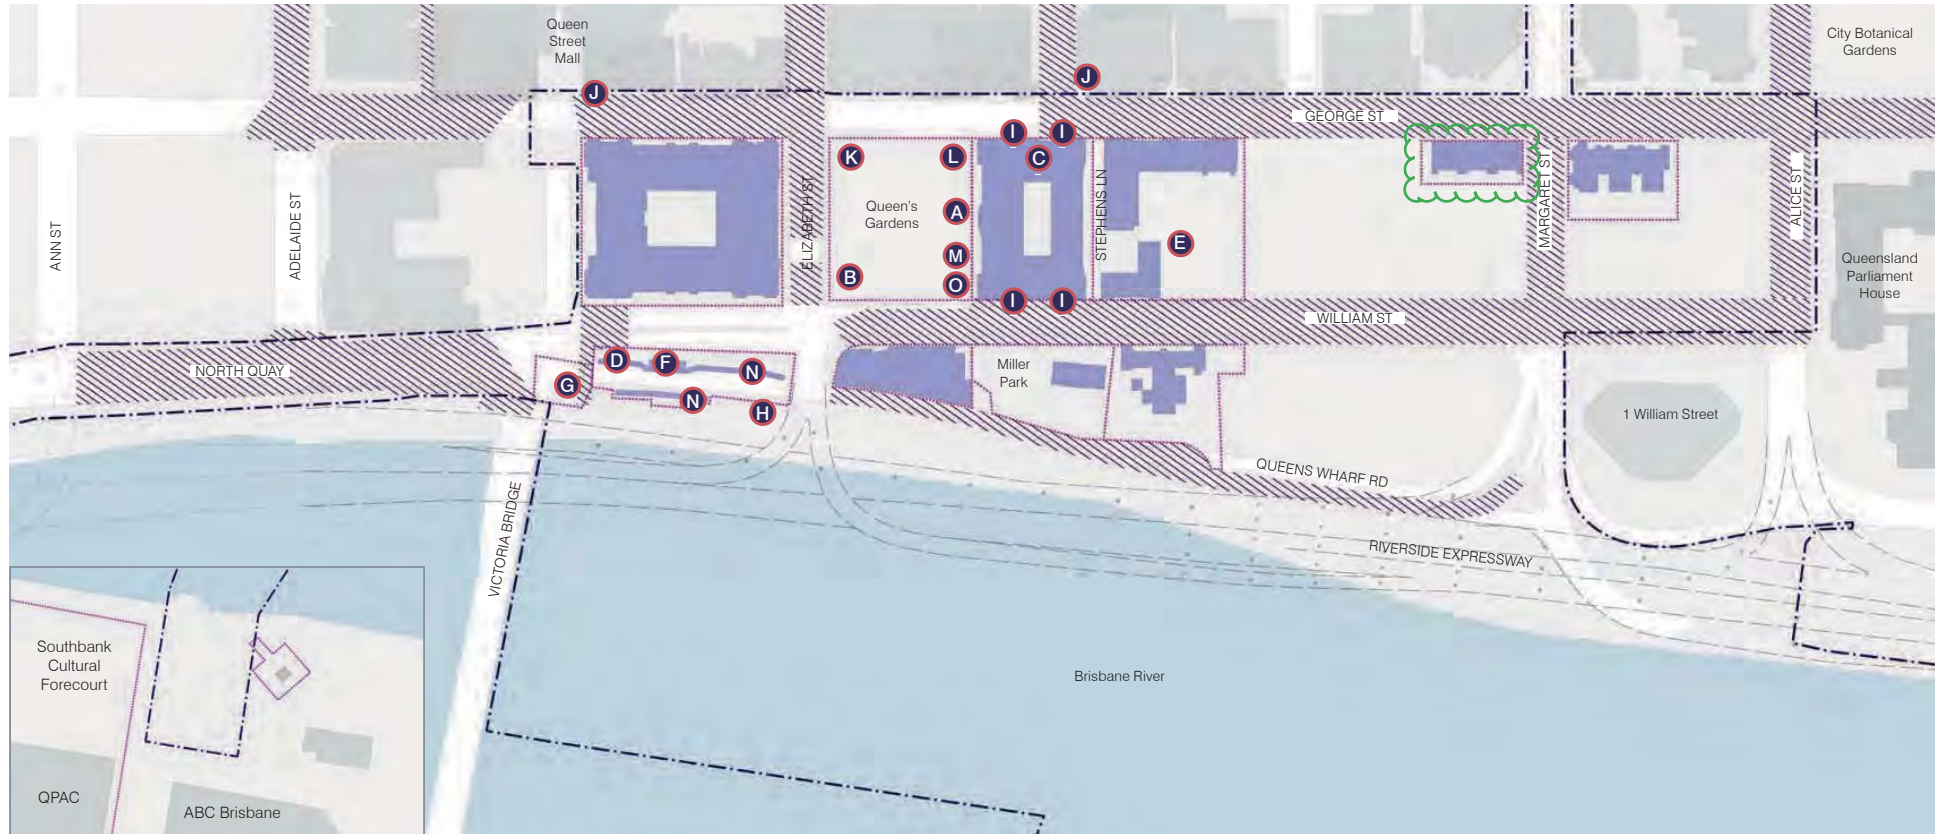 Queen
Street
Mall
City Botanical
Gardens
J
J
GEORGE ST
I
I
K
L
C
ANN ST
ADELAIDE ST
ELIZABETH ST
Queen's
Gardens
A
STEPHENS LN
E
MARGARET ST
ALICE ST
M
B
O
I
I
Queensland
Parliament
House
WILLIAM ST
NORTH QUAY
D
F
N
G
N
H
Miller
Park
1 William Street
QUEENS WHARF RD
RIVERSIDE EXPRESSWAY
VICTORIA BRIDGE
Brisbane River
Southbank
Cultural
Forecourt
QPAC
ABC Brisbane